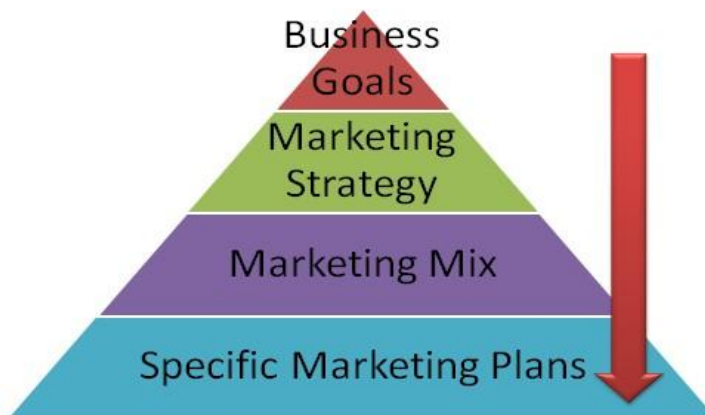 Business
Goals
Marketing
Strategy
Marketing Mix
Specific Marketing Plans